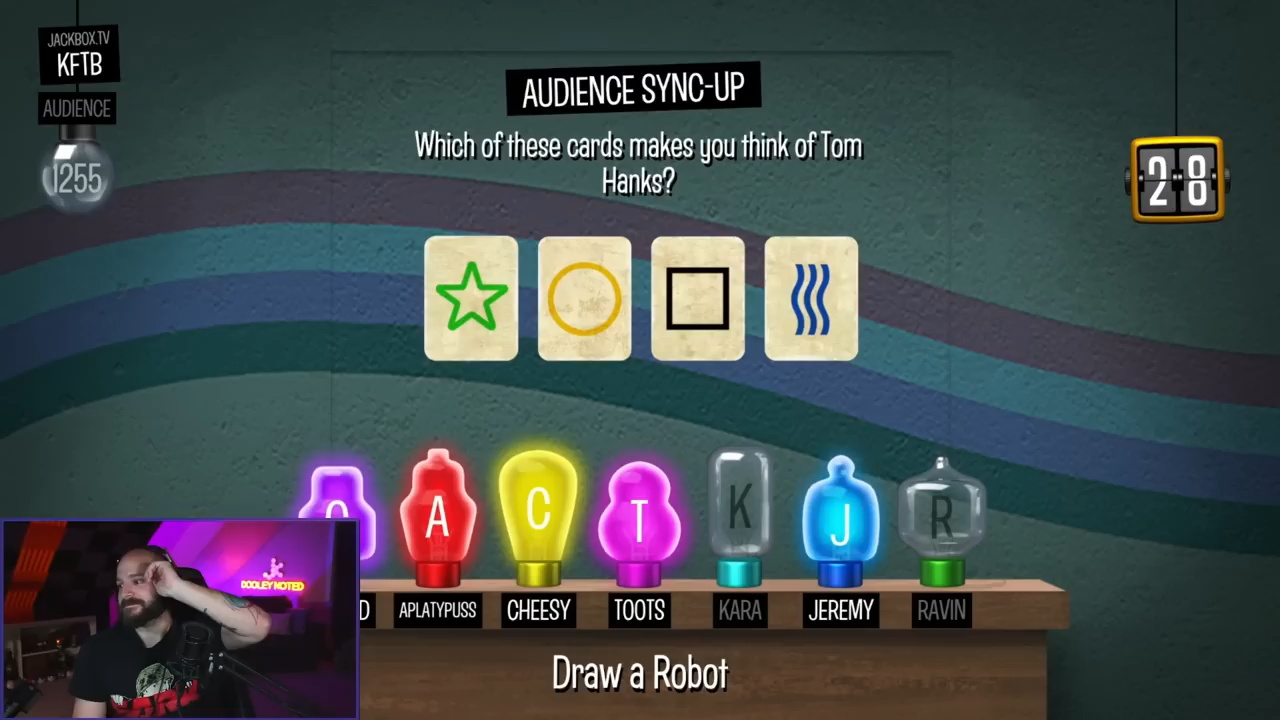 JACKBOX.TV
KFTB
AUDIENCE
1255
AUDIENCE SYNC-UP
Which of these cards makes you think of Tom
Hanks?
28
A C T K J R
DOOLEY NOTED
D APLATYPUSS CHEESY TOOTS KARA JEREMY RAVIN
Draw a Robot